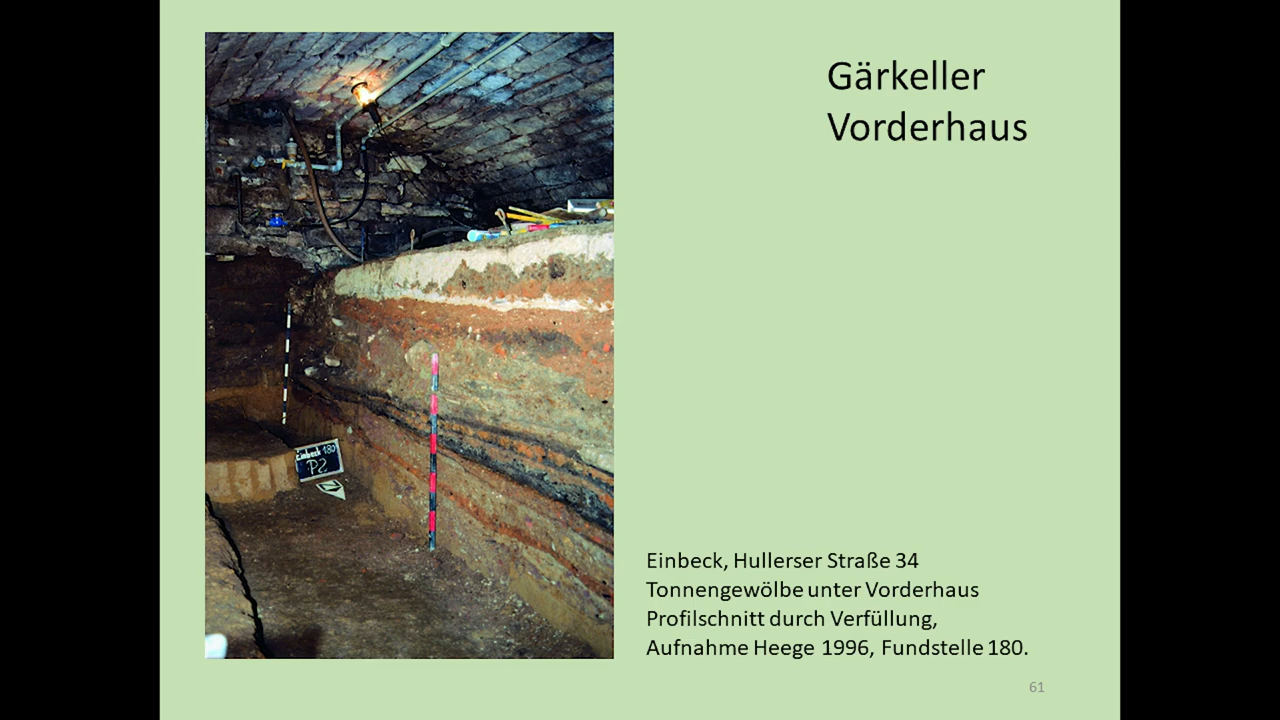 Gärkeller
Vorderhaus
Einbeck 180
P2
N
Einbeck, Hullerser Straße 34
Tonnengewölbe unter Vorderhaus
Profilschnitt durch Verfüllung,
Aufnahme Heege 1996, Fundstelle 180.
61